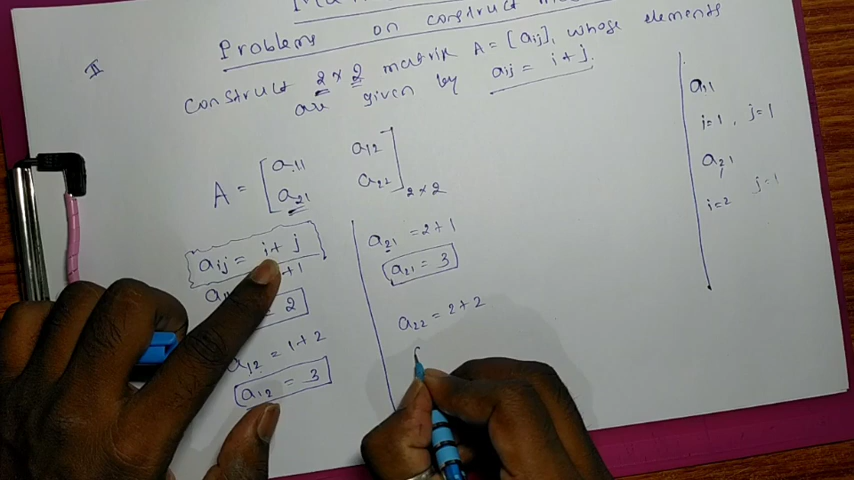 Problems on construct
II
Construct 2 x 2 matrix A = [aij], whose elements
are given by aij = i + j.
A = [a11 a12
a21 a22] 2 x 2
aij = i + j
+1
= 2
a12 = 1 + 2
a12 = 3
a21 = 2 + 1
a21 = 3
a22 = 2 + 2
a11
i=1, j=1
a21
i=2 j=1